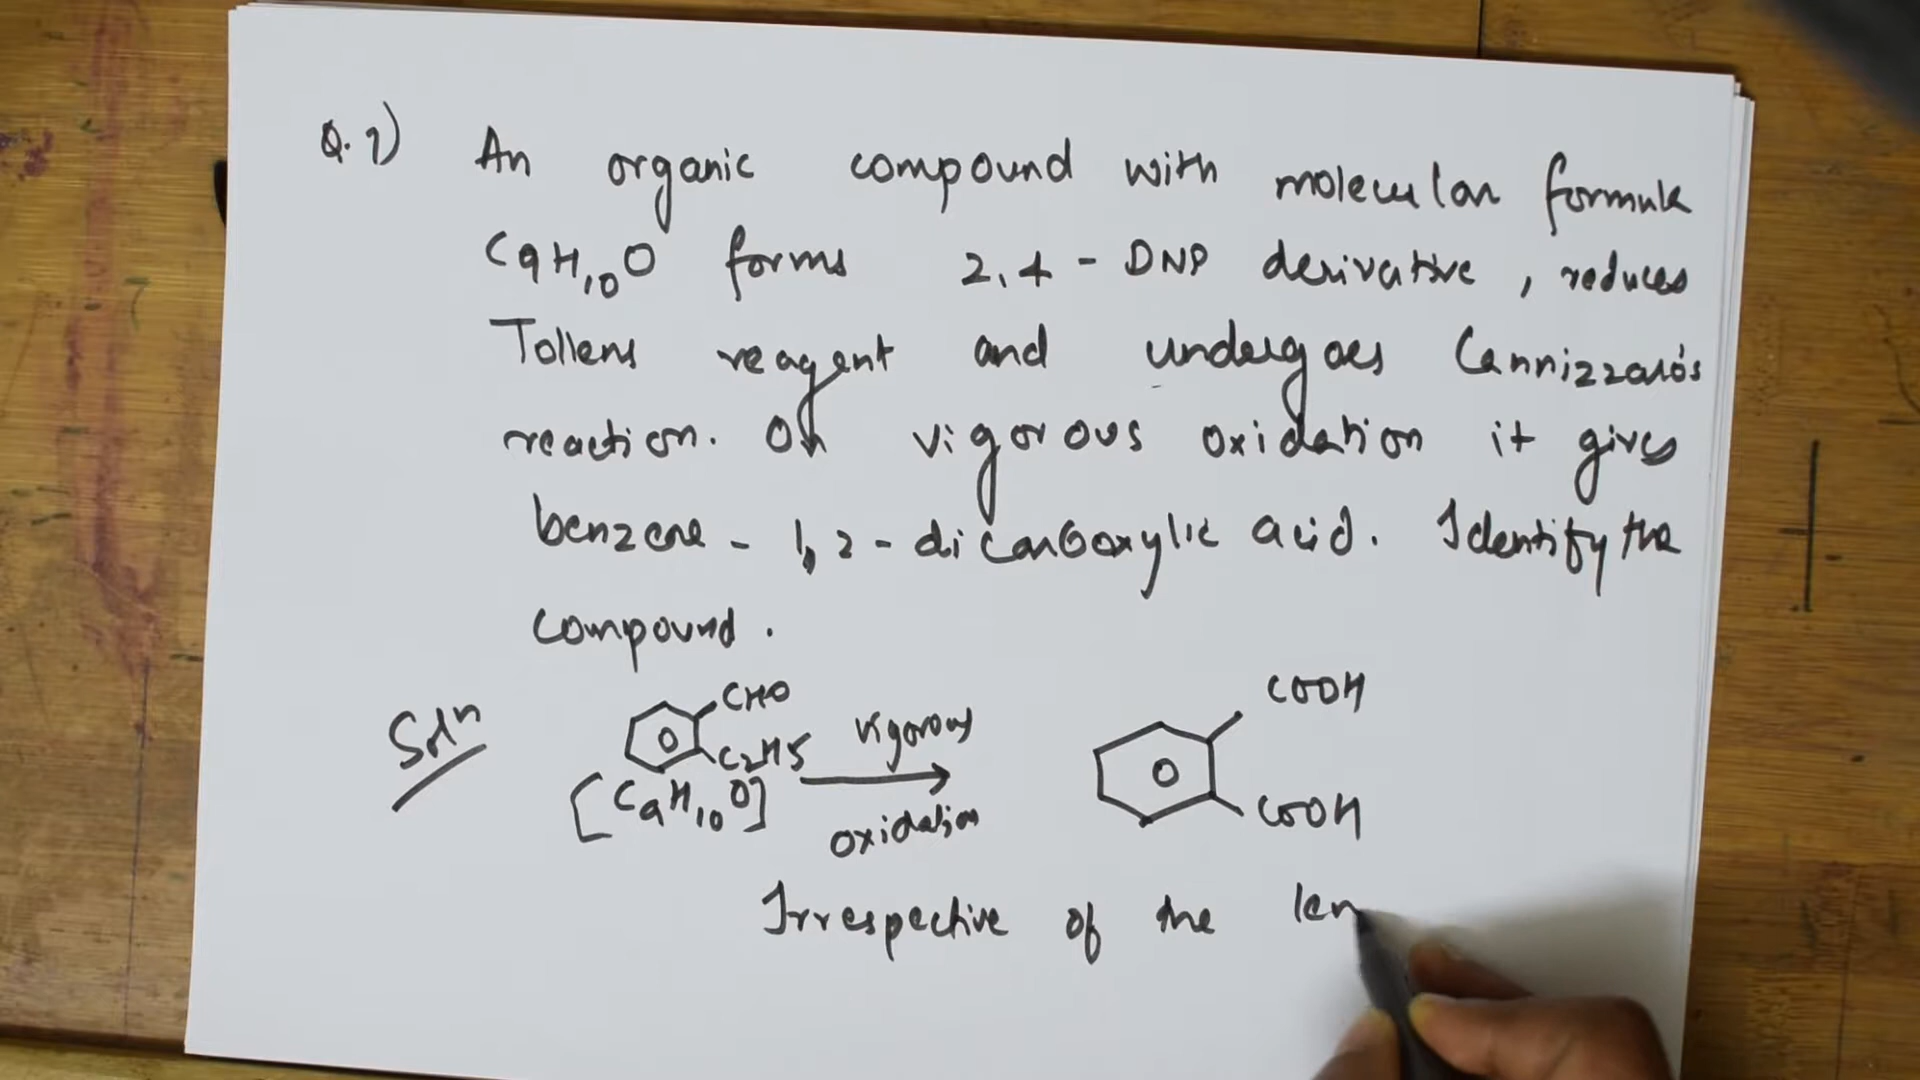 Q.1) An organic compound with molecular formula
C9H10O forms 2,4-DNP derivative, reduces
Tollens reagent and undergoes Cannizzaro's
reaction. On vigorous oxidation it gives
benzene-1,2-dicarboxylic acid. Identify the
compound.
Soln
CHO
C2H5
[C9H10O]
vigorous
oxidation
COOH
COOH
Irrespective of the len